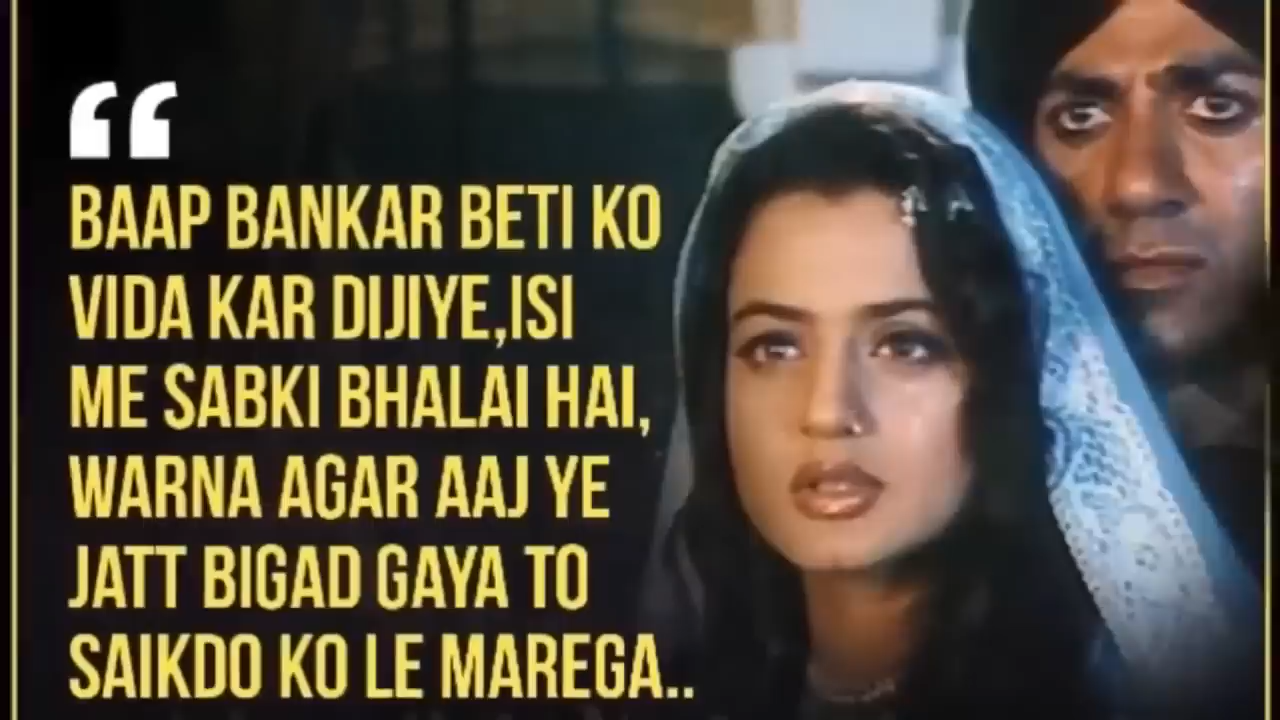 “
BAAP BANKAR BETI KO
VIDA KAR DIJIYE,ISI
ME SABKI BHALAI HAI,
WARNA AGAR AAJ YE
JATT BIGAD GAYA TO
SAIKDO KO LE MAREGA..